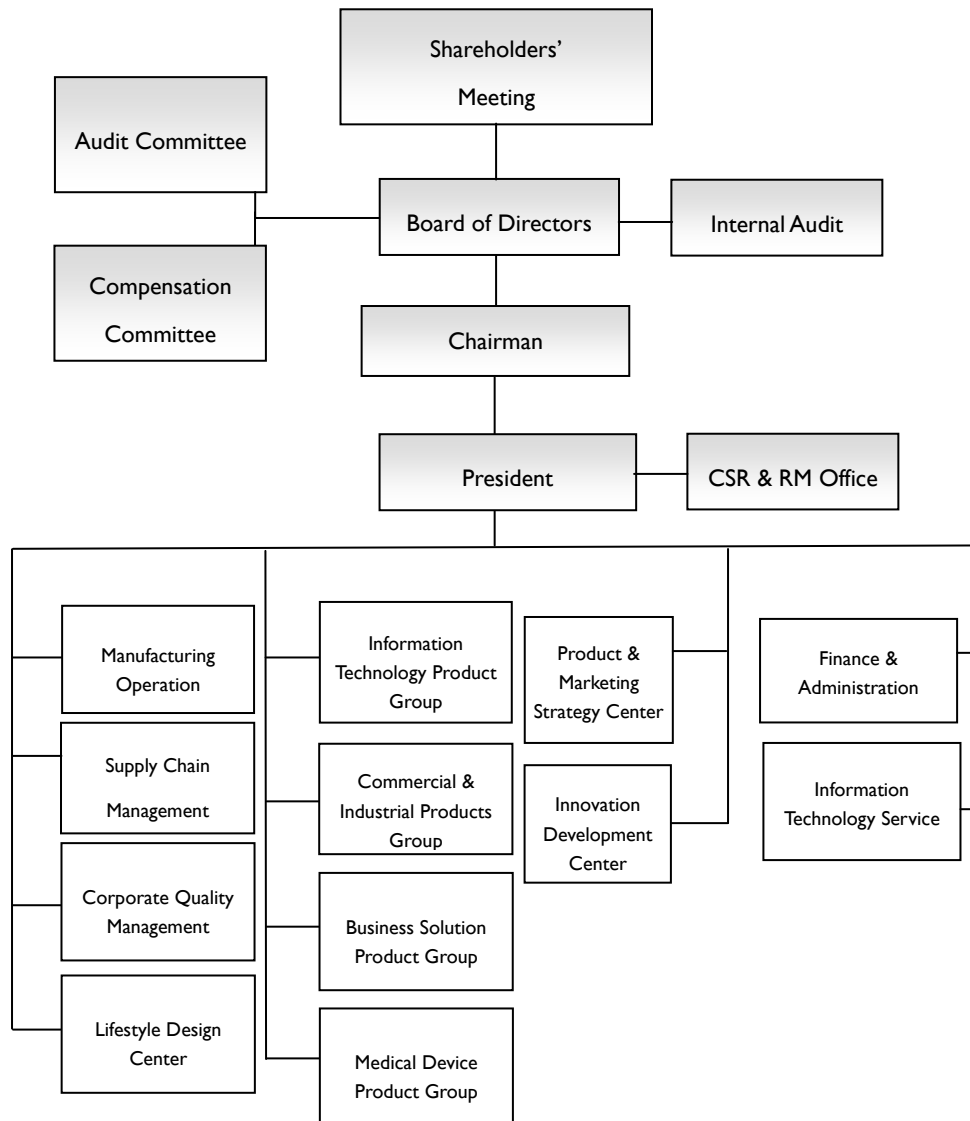 Shareholders’
Meeting
Audit Committee
Board of Directors
Internal Audit
Compensation
Committee
Chairman
President
CSR & RM Office
Manufacturing
Operation
Supply Chain
Management
Corporate Quality
Management
Lifestyle Design
Center
Information
Technology Product
Group
Commercial &
Industrial Products
Group
Business Solution
Product Group
Medical Device
Product Group
Product &
Marketing
Strategy Center
Innovation
Development
Center
Finance &
Administration
Information
Technology Service